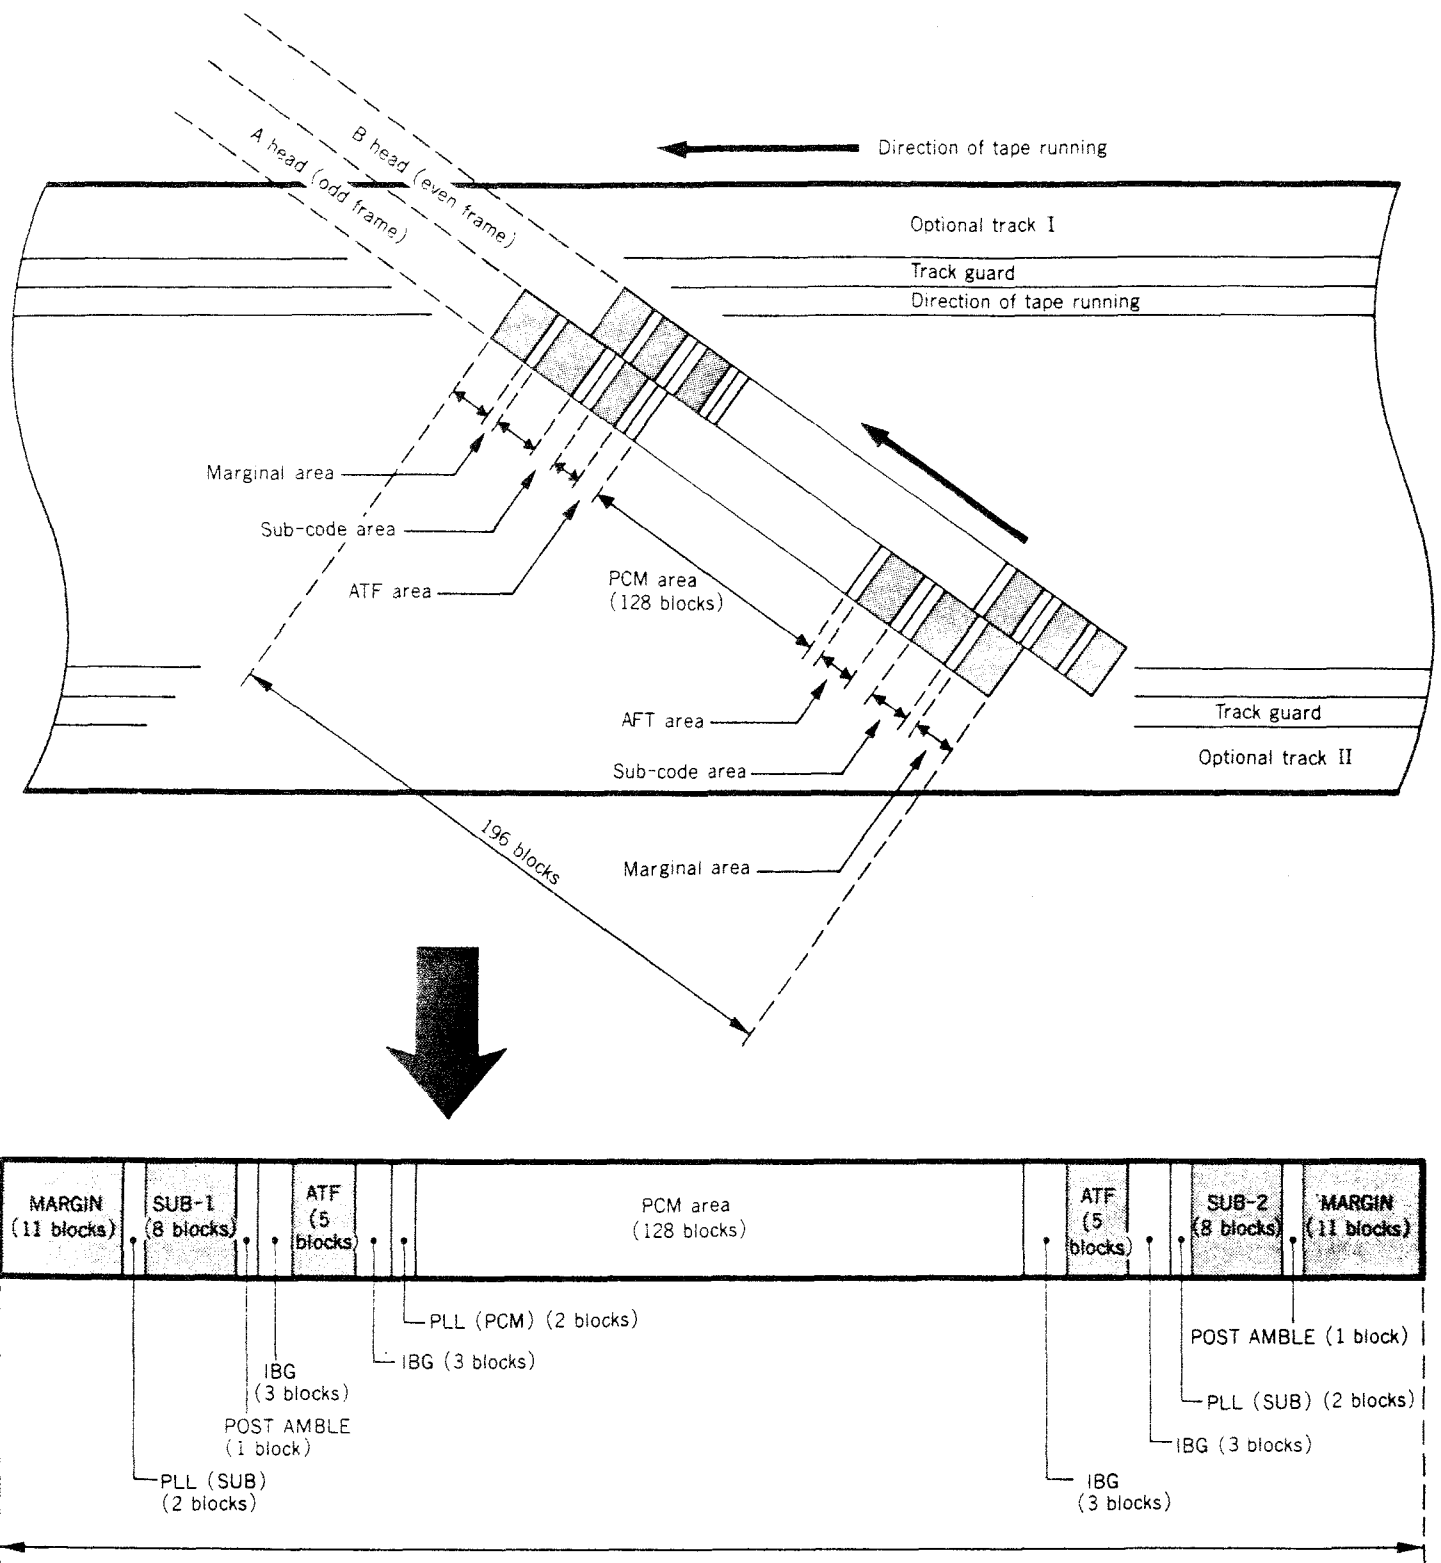 B head (even frame)
A head (odd frame)
Direction of tape running
Optional track I
Track guard
Direction of tape running
Marginal area
Sub-code area
ATF area
PCM area
(128 blocks)
AFT area
Sub-code area
Marginal area
Track guard
Optional track II
196 blocks
MARGIN
(11 blocks)
SUB-1
(8 blocks)
ATF
(5
blocks)
PCM area
(128 blocks)
ATF
(5
blocks)
SUB-2
(8 blocks)
MARGIN
(11 blocks)
PLL (PCM) (2 blocks)
IBG (3 blocks)
IBG
(3 blocks)
POST AMBLE
(1 block)
PLL (SUB)
(2 blocks)
POST AMBLE (1 block)
PLL (SUB) (2 blocks)
IBG (3 blocks)
IBG
(3 blocks)